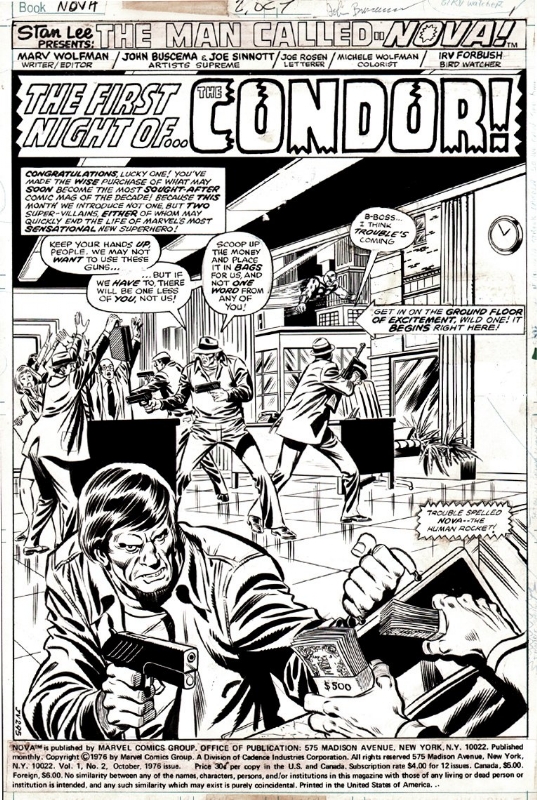 Book NOVA 2, OCT
Stan Lee
PRESENTS: THE MAN CALLED NOVA! TM
MARV WOLFMAN / JOHN BUSCEMA & JOE SINNOTT / JOE ROSEN / MICHELE WOLFMAN / IRV FORBUSH
WRITER/EDITOR ARTISTS SUPREME LETTERER COLORIST BIRD WATCHER
THE FIRST
NIGHT OF...
THE
CONDOR!
CONGRATULATIONS, LUCKY ONE! YOU'VE
MADE THE WISE PURCHASE OF WHAT MAY
SOON BECOME THE MOST SOUGHT-AFTER
COMIC MAG OF THE DECADE! BECAUSE THIS
MONTH WE INTRODUCE NOT ONE, BUT TWO
SUPER-VILLAINS, EITHER OF WHOM MAY
QUICKLY END THE LIFE OF MARVEL'S MOST
SENSATIONAL NEW SUPERHERO!
KEEP YOUR HANDS UP,
PEOPLE. WE MAY NOT
WANT TO USE THESE
GUNS...
...BUT IF
WE HAVE TO, THERE
WILL BE ONE LESS
OF YOU, NOT US!
SCOOP UP
THE MONEY
AND PLACE
IT IN BAGS
FOR US, AND
NOT ONE
WORD FROM
ANY OF
YOU!
B-BOSS...
I THINK
TROUBLE'S
COMING
GET IN ON THE GROUND FLOOR
OF EXCITEMENT, WILD ONE! IT
BEGINS RIGHT HERE!
TROUBLE SPELLED
NOVA--THE
HUMAN ROCKET!
$500
NOVA™ is published by MARVEL COMICS GROUP. OFFICE OF PUBLICATION: 575 MADISON AVENUE, NEW YORK, N.Y. 10022. Published
monthly. Copyright ©1976 by Marvel Comics Group. A Division of Cadence Industries Corporation. All rights reserved 575 Madison Avenue, New York,
N.Y. 10022. Vol. 1, No. 2, October, 1976 issue. Price 30¢ per copy in the U.S. and Canada. Subscription rate $4.00 for 12 issues. Canada, $5.00.
Foreign, $6.00. No similarity between any of the names, characters, persons, and/or institutions in this magazine with those of any living or dead person or
institution is intended, and any such similarity which may exist is purely coincidental. Printed in the United States of America.